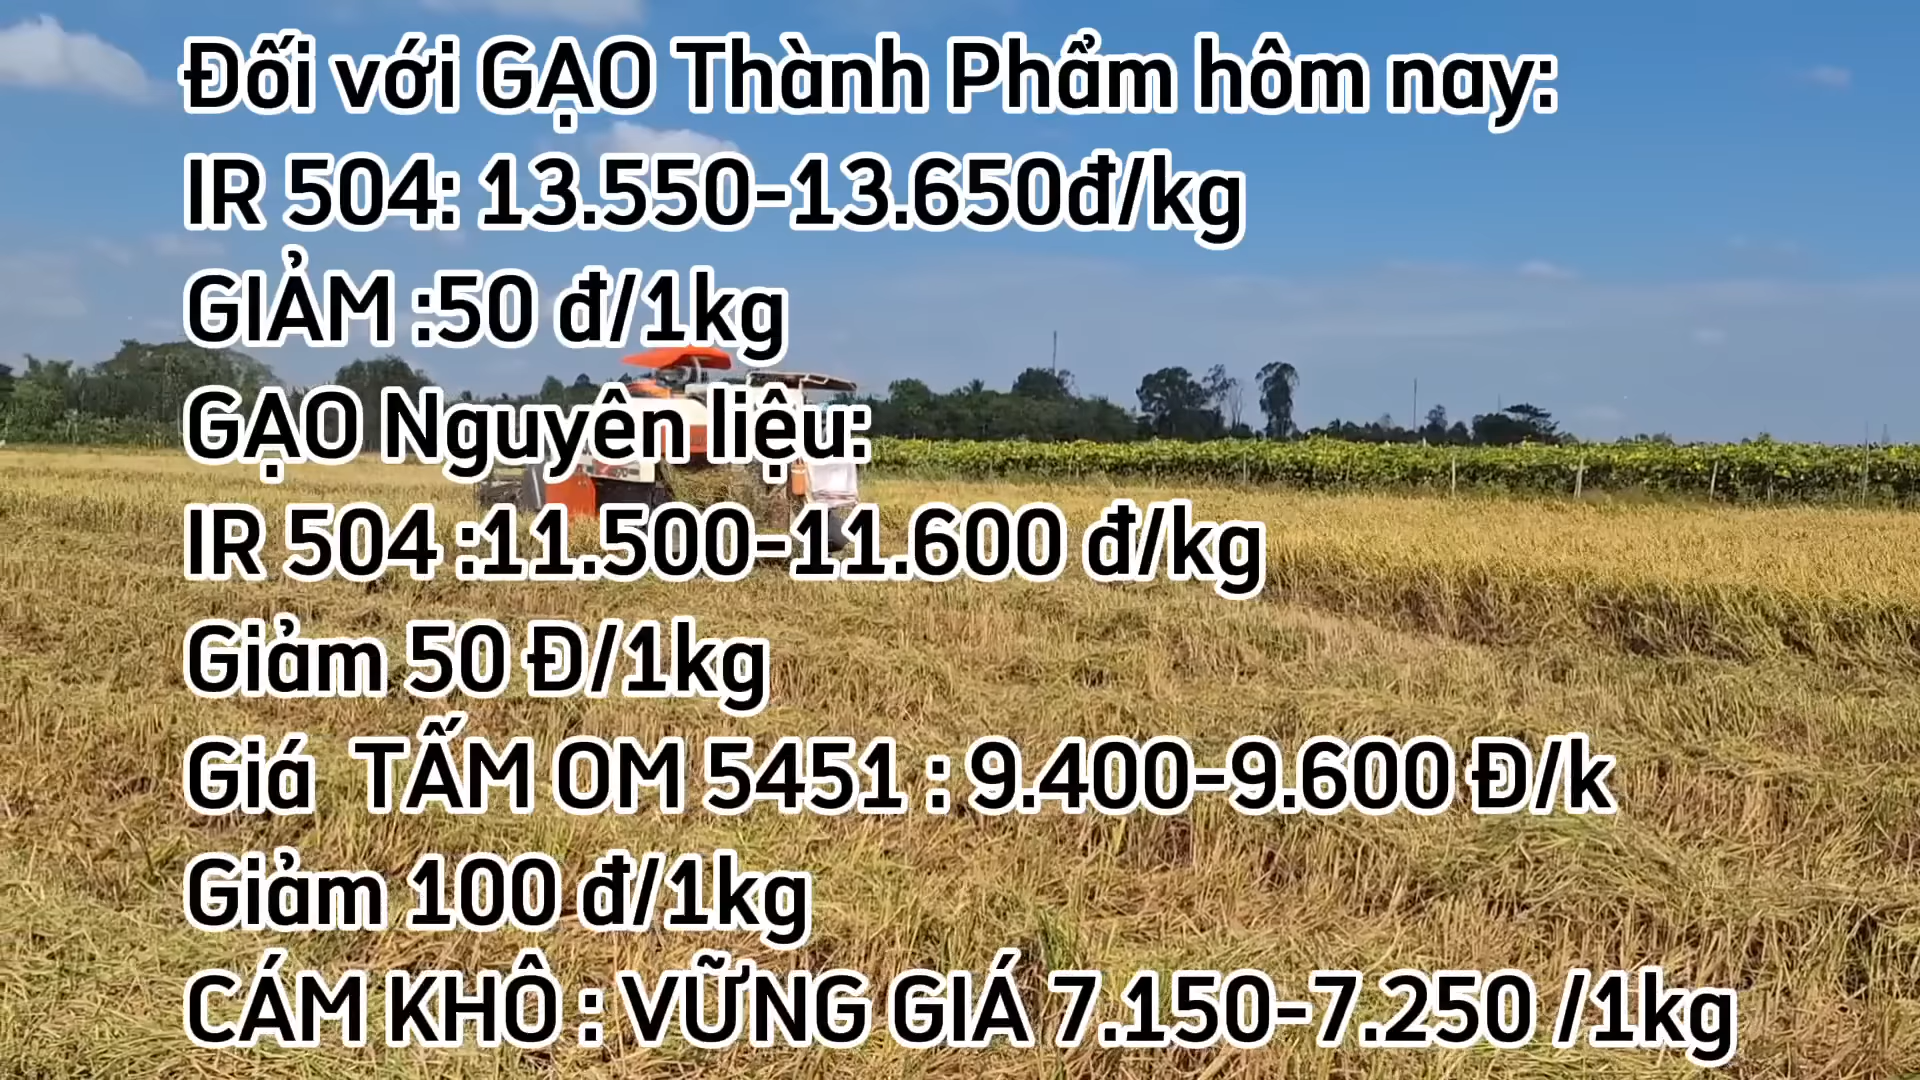 Đối với GẠO Thành Phẩm hôm nay:
IR 504: 13.550-13.650đ/kg
GIẢM :50 đ/1kg
GẠO Nguyên liệu:
IR 504 :11.500-11.600 đ/kg
Giảm 50 Đ/1kg
Giá  TẤM OM 5451 : 9.400-9.600 Đ/k
Giảm 100 đ/1kg
CÁM KHÔ : VỮNG GIÁ 7.150-7.250 /1kg